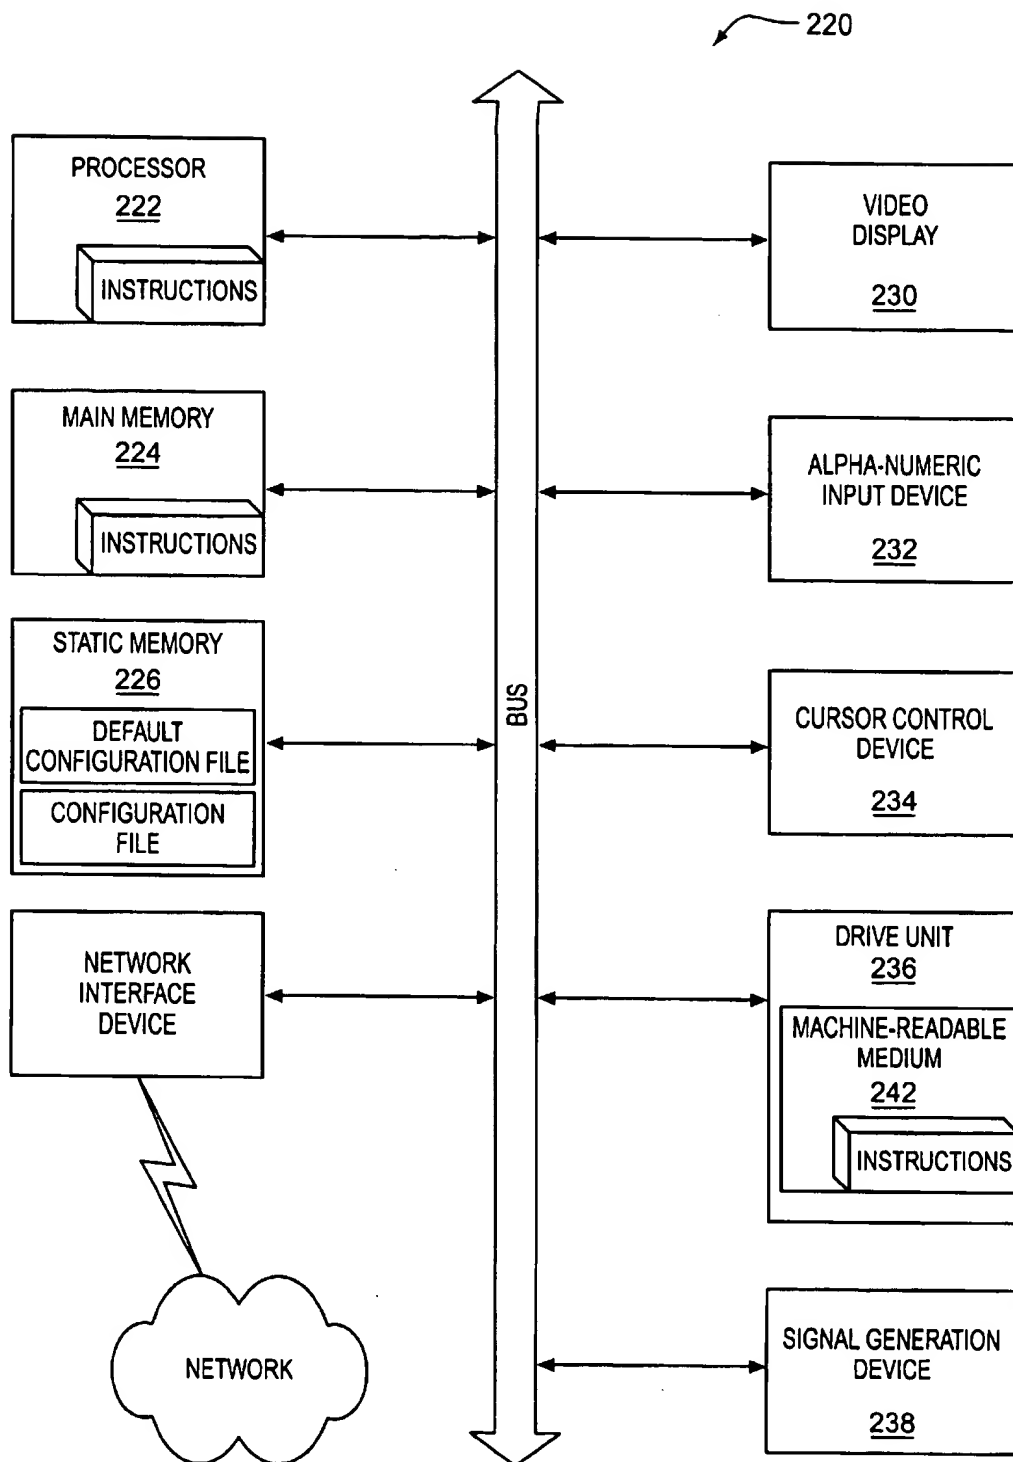 220
PROCESSOR
222
INSTRUCTIONS
MAIN MEMORY
224
INSTRUCTIONS
STATIC MEMORY
226
DEFAULT
CONFIGURATION FILE
CONFIGURATION
FILE
NETWORK
INTERFACE
DEVICE
NETWORK
BUS
VIDEO
DISPLAY
230
ALPHA-NUMERIC
INPUT DEVICE
232
CURSOR CONTROL
DEVICE
234
DRIVE UNIT
236
MACHINE-READABLE
MEDIUM
242
INSTRUCTIONS
SIGNAL GENERATION
DEVICE
238